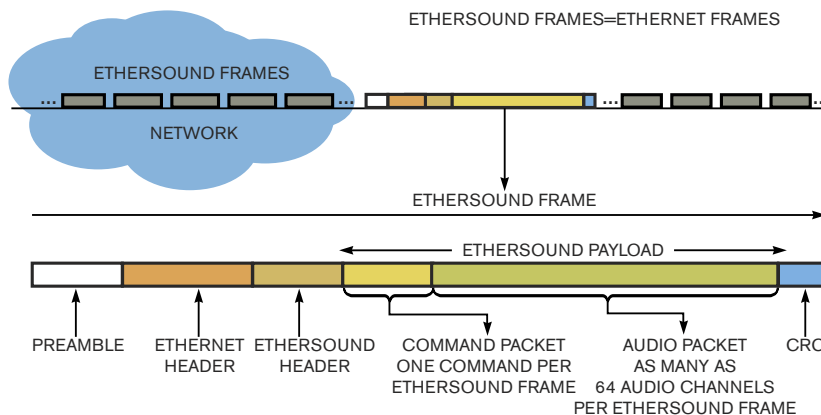 ETHERSOUND FRAMES=ETHERNET FRAMES
ETHERSOUND FRAMES
... ... ... ...
NETWORK
ETHERSOUND FRAME
ETHERSOUND PAYLOAD
PREAMBLE
ETHERNET
HEADER
ETHERSOUND
HEADER
COMMAND PACKET
ONE COMMAND PER
ETHERSOUND FRAME
AUDIO PACKET
AS MANY AS
64 AUDIO CHANNELS
PER ETHERSOUND FRAME
CRC